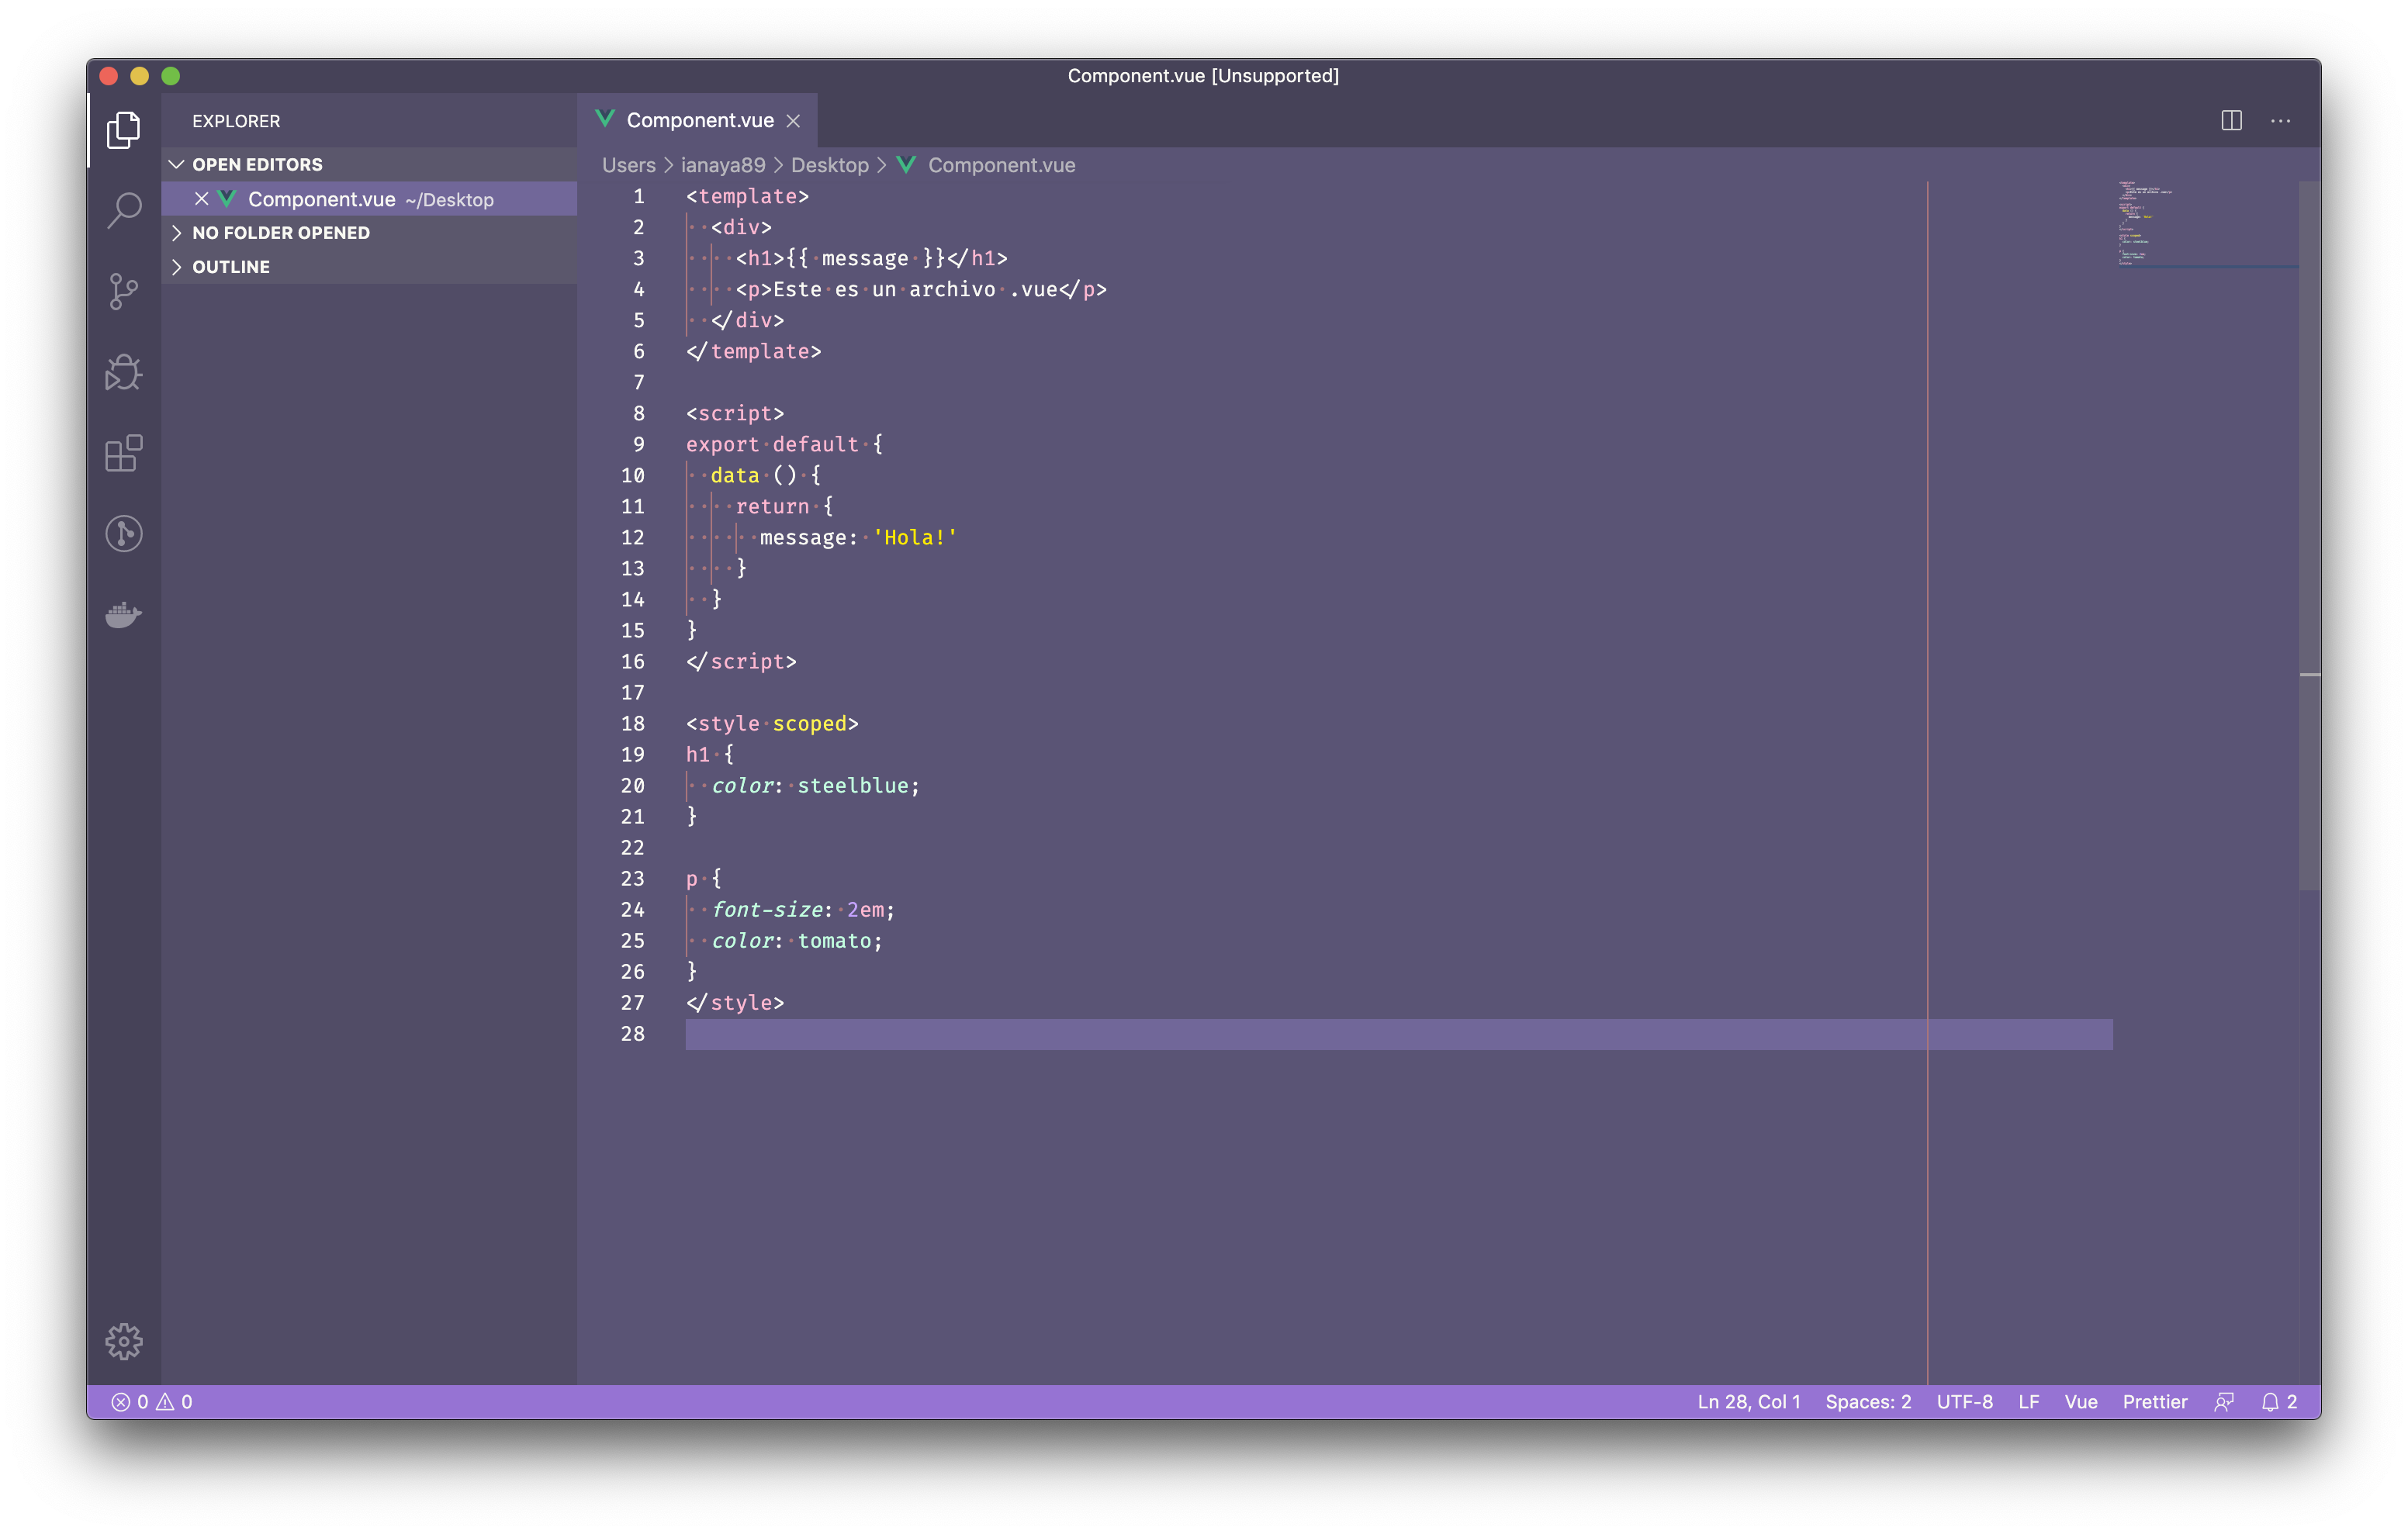 Component.vue [Unsupported]
EXPLORER
OPEN EDITORS
Component.vue ~/Desktop
NO FOLDER OPENED
OUTLINE
Component.vue
Users > ianaya89 > Desktop > Component.vue
1 <template>
2   <div>
3     <h1>{{ message }}</h1>
4     <p>Este es un archivo .vue</p>
5   </div>
6 </template>
7
8 <script>
9 export default {
10   data () {
11     return {
12       message: 'Hola!'
13     }
14   }
15 }
16 </script>
17
18 <style scoped>
19 h1 {
20   color: steelblue;
21 }
22
23 p {
24   font-size: 2em;
25   color: tomato;
26 }
27 </style>
28
0 0 Ln 28, Col 1 Spaces: 2 UTF-8 LF Vue Prettier 2